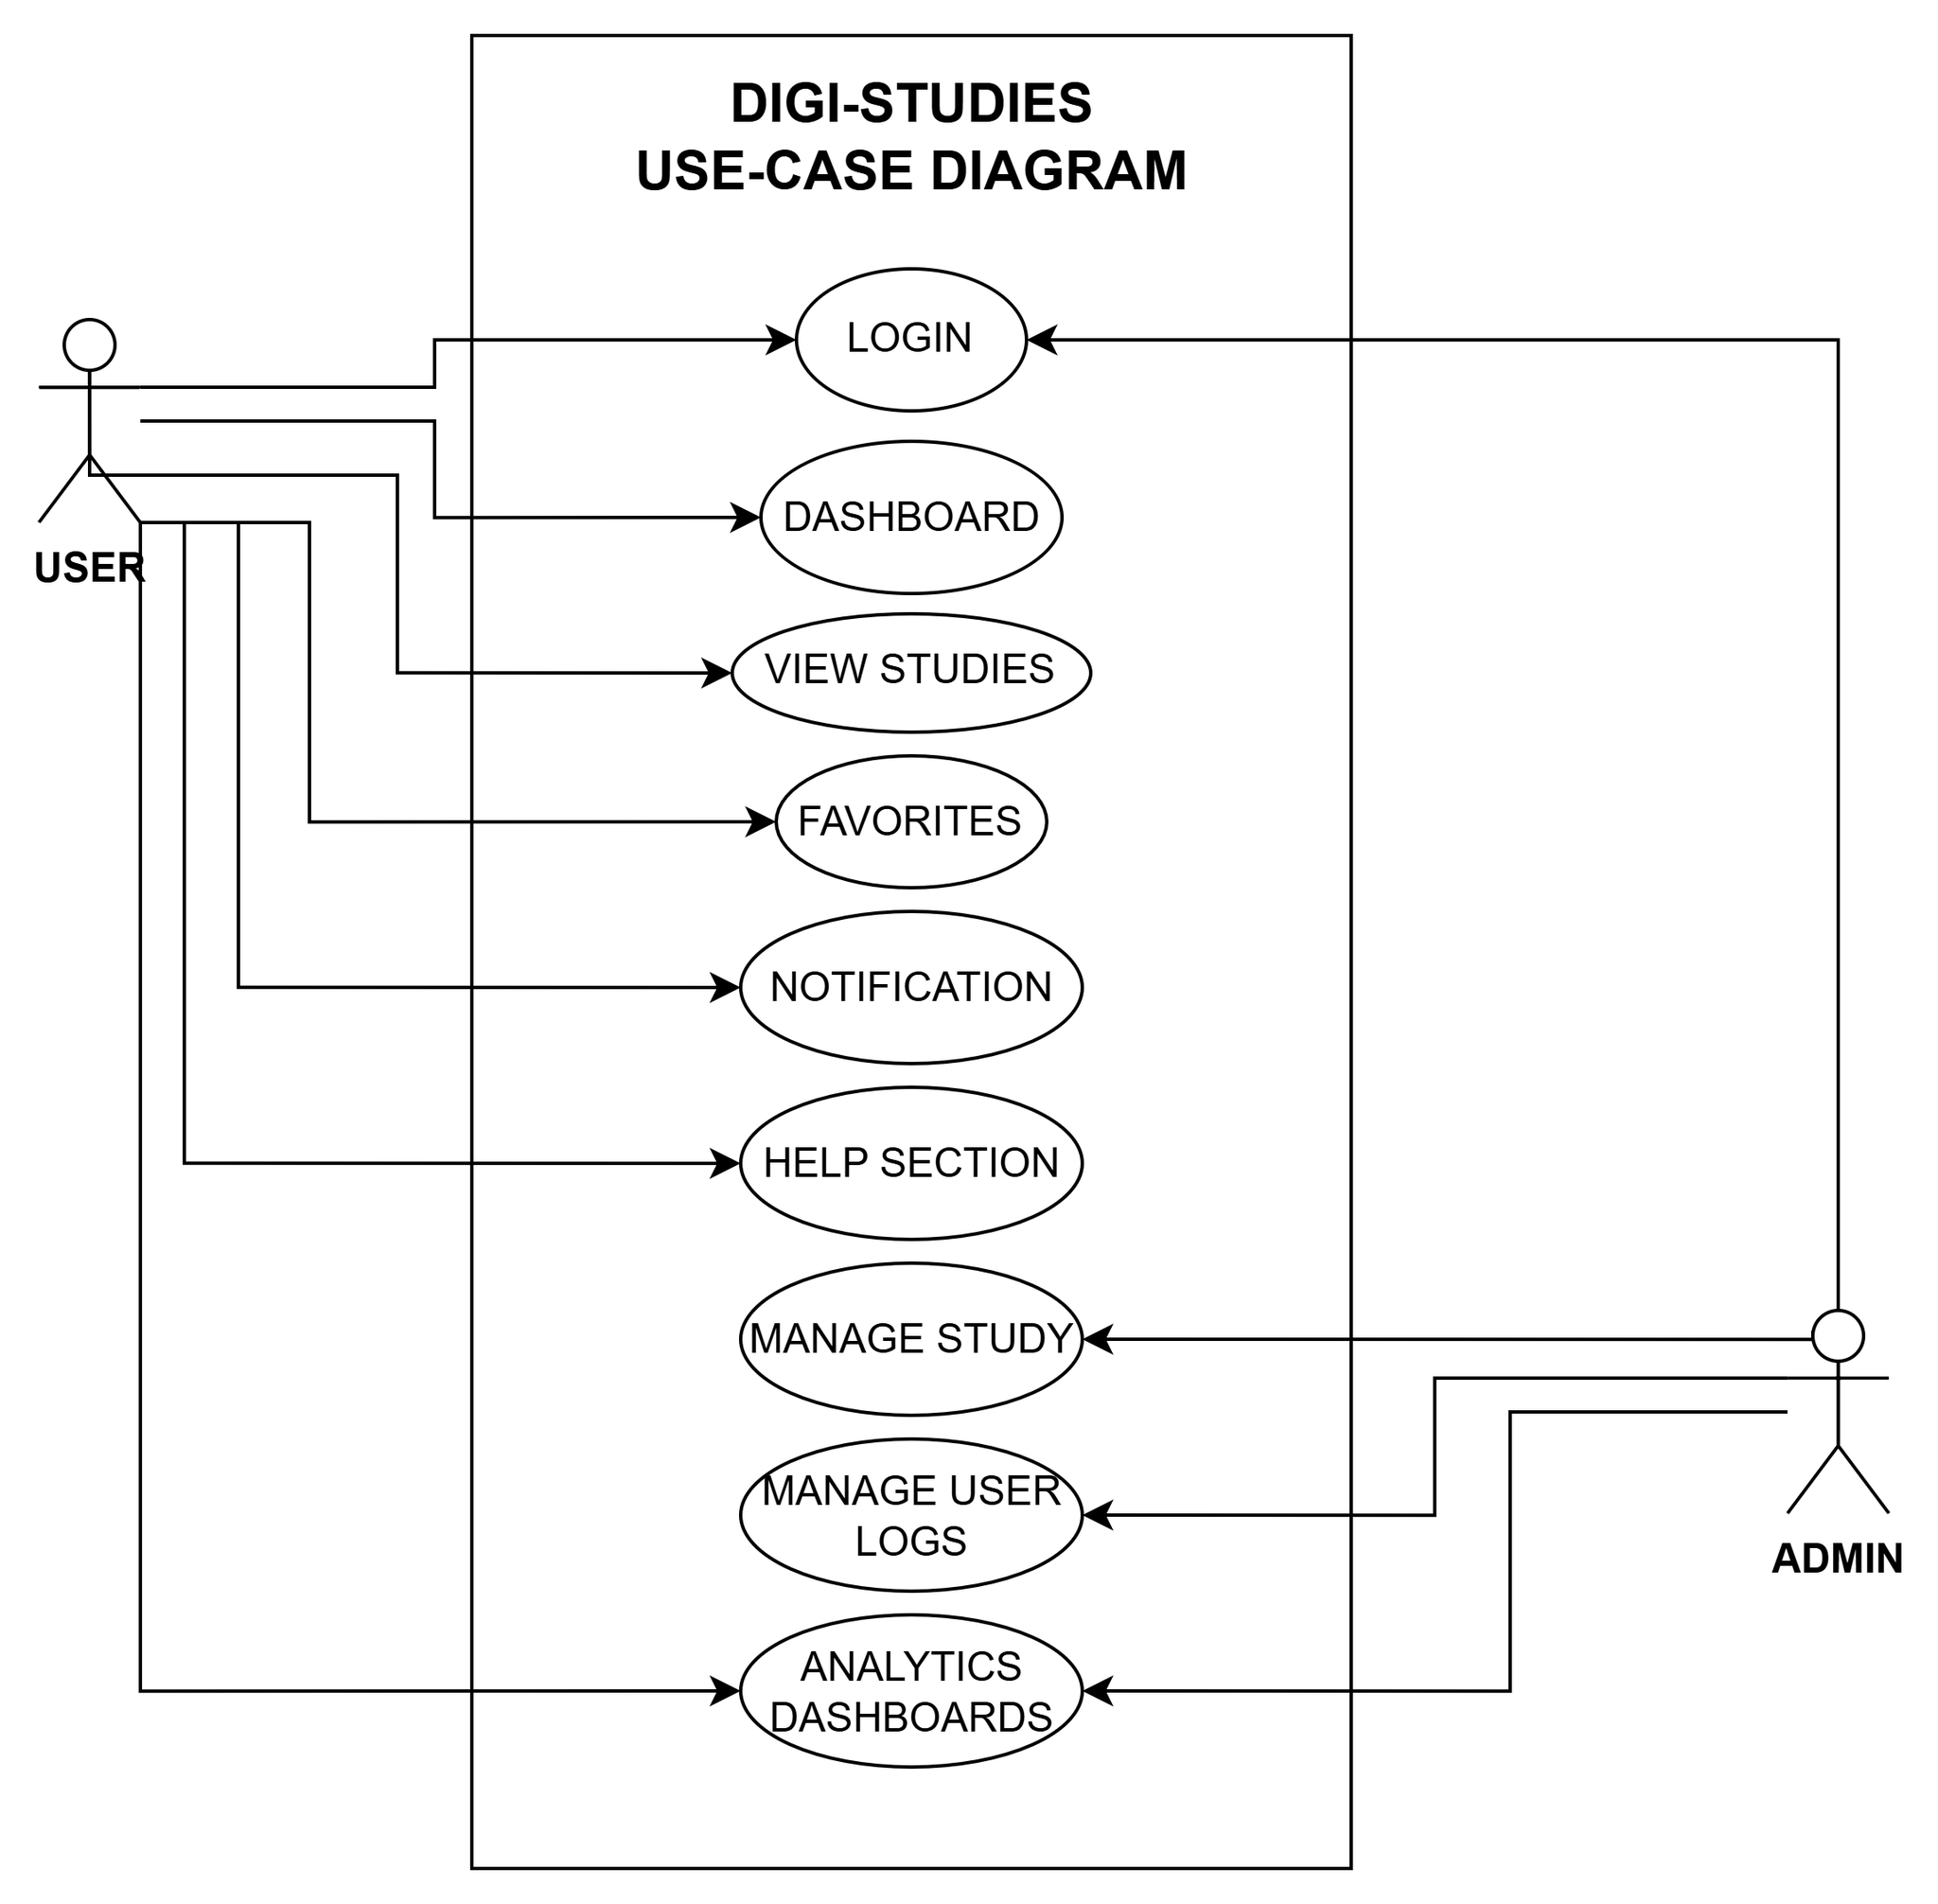 DIGI-STUDIES
USE-CASE DIAGRAM
LOGIN
DASHBOARD
USER
VIEW STUDIES
FAVORITES
NOTIFICATION
HELP SECTION
MANAGE STUDY
MANAGE USER
LOGS
ADMIN
ANALYTICS
DASHBOARDS